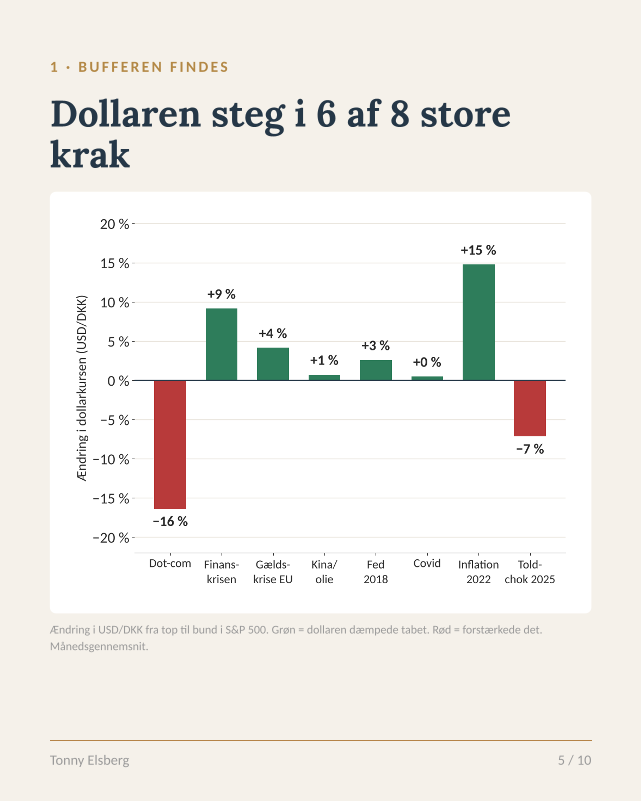 1 · BUFFEREN FINDES
Dollaren steg i 6 af 8 store
krak
Ændring i dollarkursen (USD/DKK)
20 %
15 %
10 %
5 %
0 %
−5 %
−10 %
−15 %
−20 %
−16 %
+9 %
+4 %
+1 %
+3 %
+0 %
+15 %
−7 %
Dot-com
Finans-
krisen
Gælds-
krise EU
Kina/
olie
Fed
2018
Covid
Inflation
2022
Told-
chok 2025
Ændring i USD/DKK fra top til bund i S&P 500. Grøn = dollaren dæmpede tabet. Rød = forstærkede det.
Månedsgennemsnit.
Tonny Elsberg
5 / 10